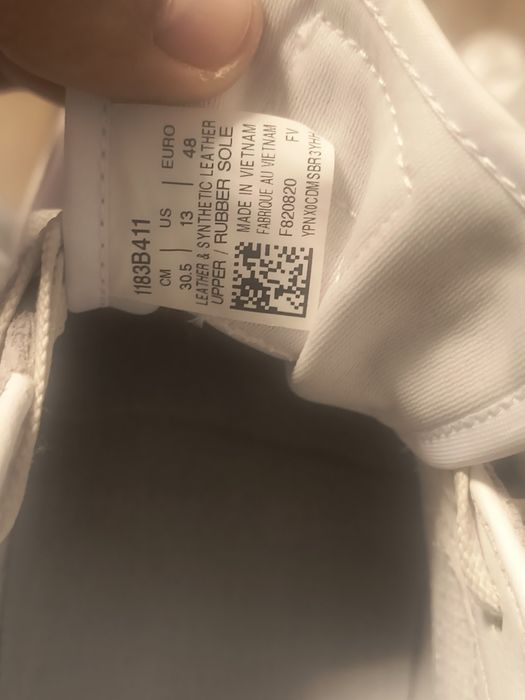 1183B411
CM US EURO
30.5 13 48
LEATHER & SYNTHETIC LEATHER
UPPER / RUBBER SOLE
MADE IN VIETNAM
FABRIQUE AU VIETNAM
F820820 FV